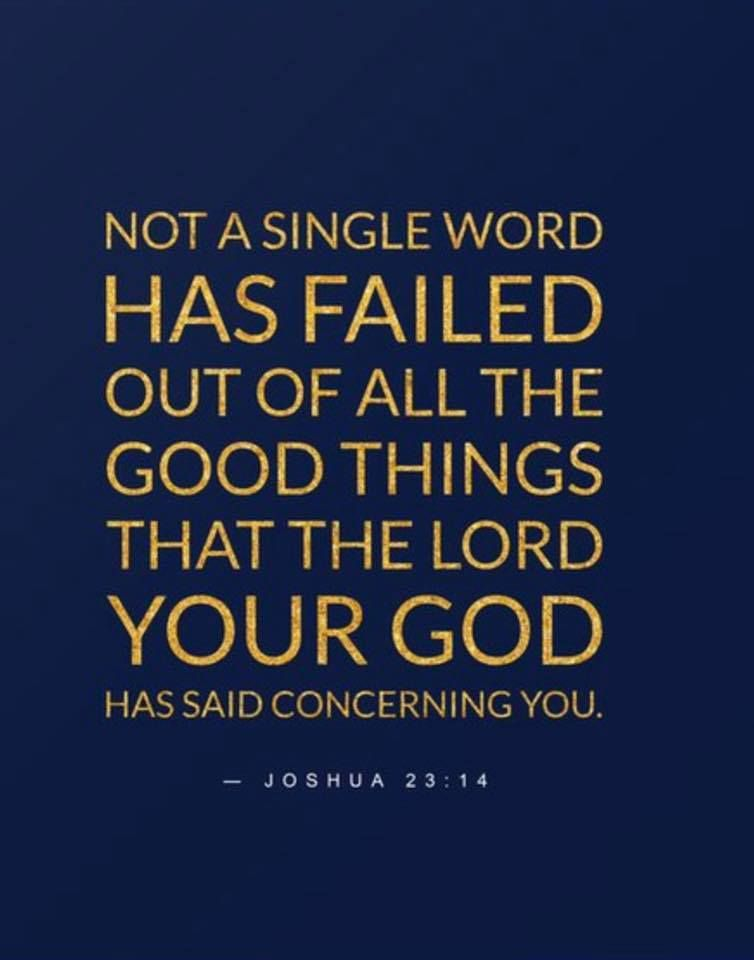 NOT A SINGLE WORD
HAS FAILED
OUT OF ALL THE
GOOD THINGS
THAT THE LORD
YOUR GOD
HAS SAID CONCERNING YOU.
— JOSHUA 23:14